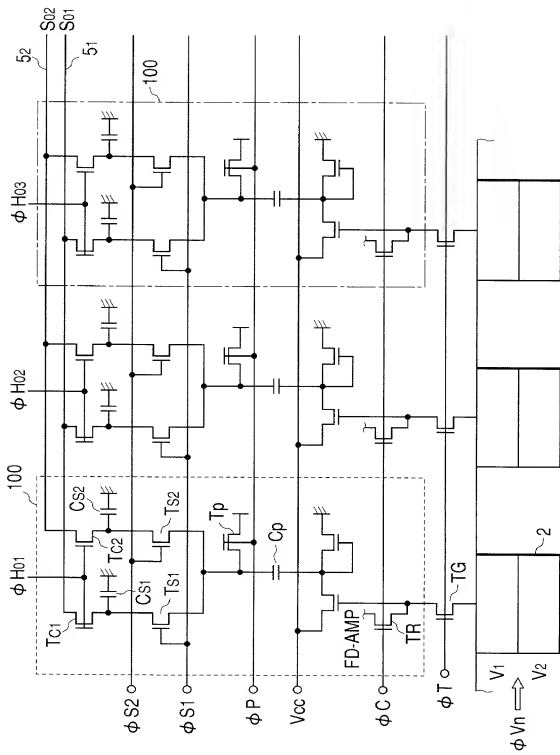 S02
S01
5₂
5₁
100
φH03
φH02
φH01
100
TC1
TC2
CS2
CS1
TS2
TS1
Tp
Cp
FD-AMP
TR
TG
2
φS2
φS1
φP
Vcc
φC
φT
V1
V2
φVn